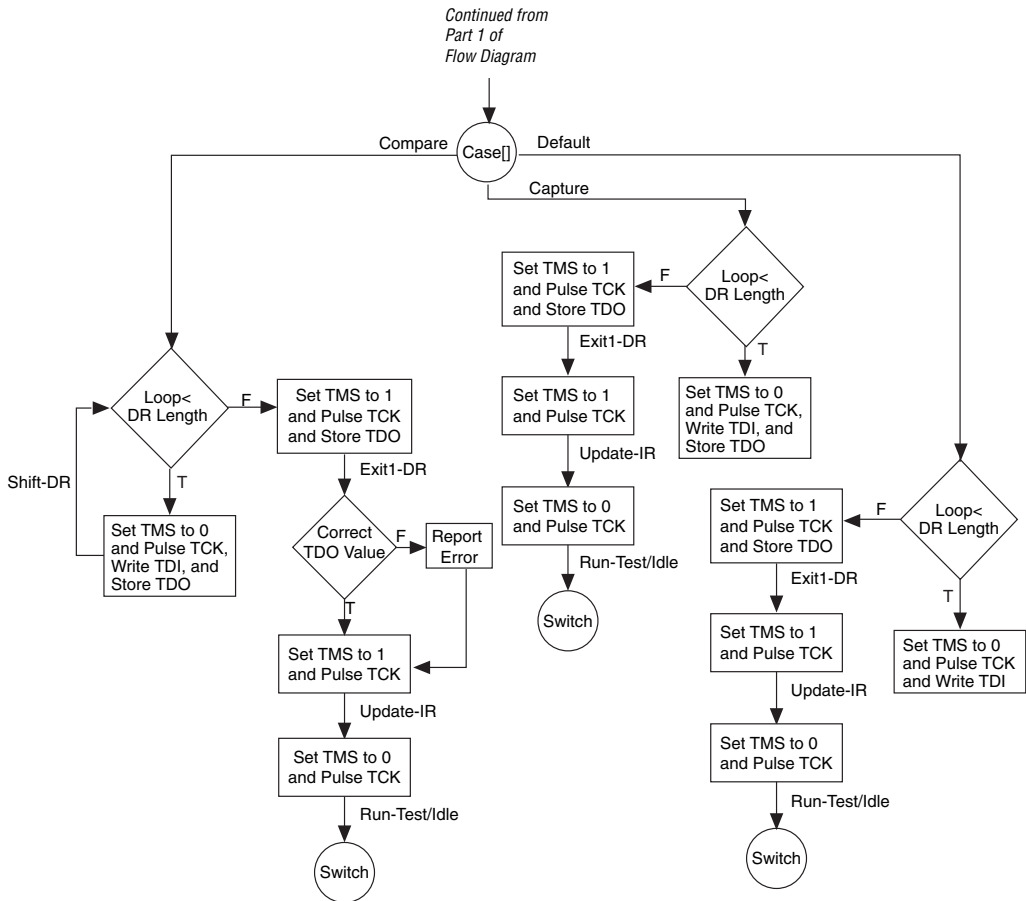 Continued from
Part 1 of
Flow Diagram
Compare
Case[]
Default
Capture
Loop<
DR Length
F
T
Set TMS to 1
and Pulse TCK
and Store TDO
Exit1-DR
Set TMS to 1
and Pulse TCK
Update-IR
Set TMS to 0
and Pulse TCK
Run-Test/Idle
Switch
Set TMS to 0
and Pulse TCK,
Write TDI, and
Store TDO
Loop<
DR Length
F
T
Shift-DR
Set TMS to 0
and Pulse TCK,
Write TDI, and
Store TDO
Set TMS to 1
and Pulse TCK
and Store TDO
Exit1-DR
Correct
TDO Value
F
Report
Error
T
Set TMS to 1
and Pulse TCK
Update-IR
Set TMS to 0
and Pulse TCK
Run-Test/Idle
Switch
Loop<
DR Length
F
T
Set TMS to 1
and Pulse TCK
and Store TDO
Exit1-DR
Set TMS to 1
and Pulse TCK
Update-IR
Set TMS to 0
and Pulse TCK
Run-Test/Idle
Switch
Set TMS to 0
and Pulse TCK
and Write TDI